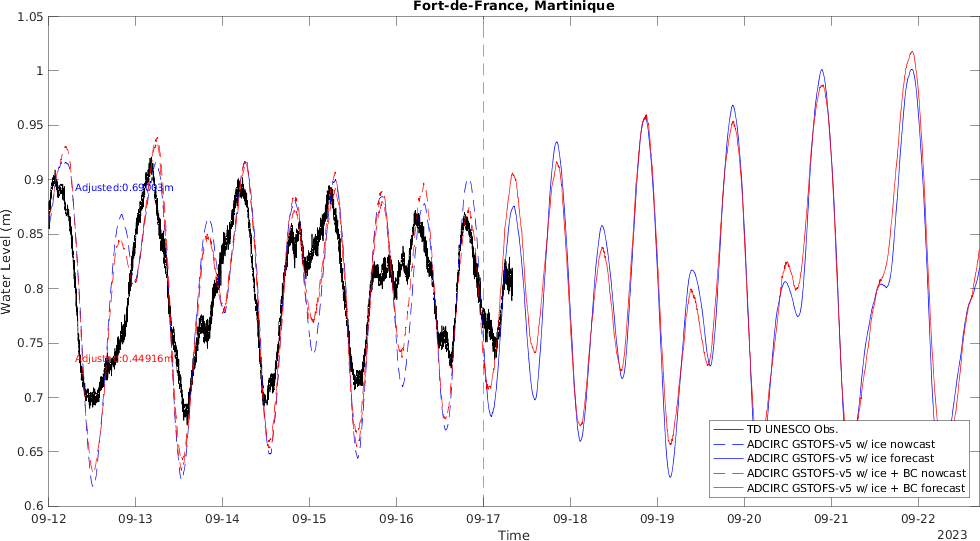 Fort-de-France, Martinique
1.05
1
0.95
0.9
0.85
0.8
0.75
0.7
0.65
0.6
Water Level (m)
Adjusted:0.69003m
Adjusted:0.44916m
TD UNESCO Obs.
ADCIRC GSTOFS-v5 w/ ice nowcast
ADCIRC GSTOFS-v5 w/ ice forecast
ADCIRC GSTOFS-v5 w/ ice + BC nowcast
ADCIRC GSTOFS-v5 w/ ice + BC forecast
09-12 09-13 09-14 09-15 09-16 09-17 09-18 09-19 09-20 09-21 09-22
Time
2023